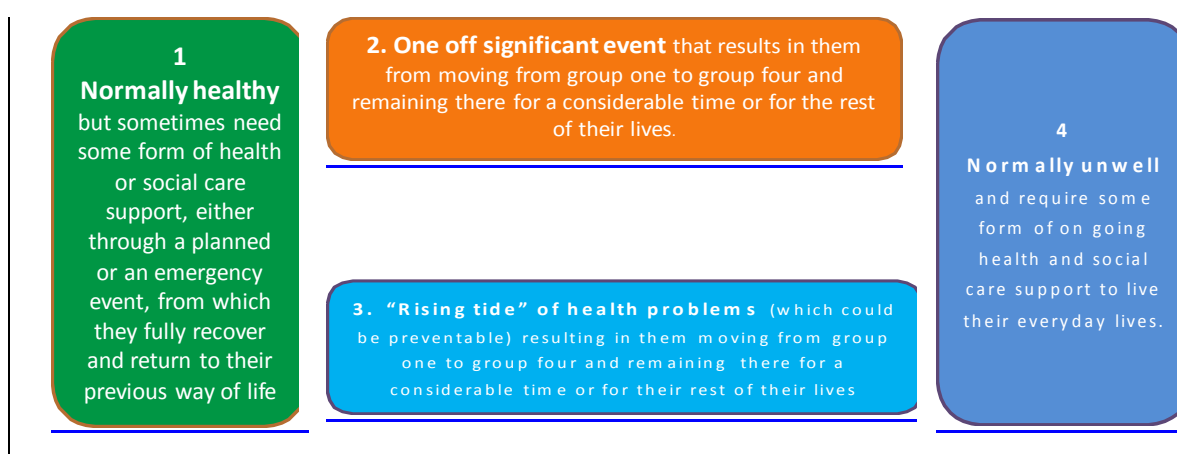 1
Normally healthy
but sometimes need
some form of health
or social care
support, either
through a planned
or an emergency
event, from which
they fully recover
and return to their
previous way of life
2. One off significant event that results in them
from moving from group one to group four and
remaining there for a considerable time or for the rest
of their lives.
3. “Rising tide” of health problems (which could
be preventable) resulting in them moving from group
one to group four and remaining there for a
considerable time or for their rest of their lives
4
Normally unwell
and require some
form of on going
health and social
care support to live
their everyday lives.